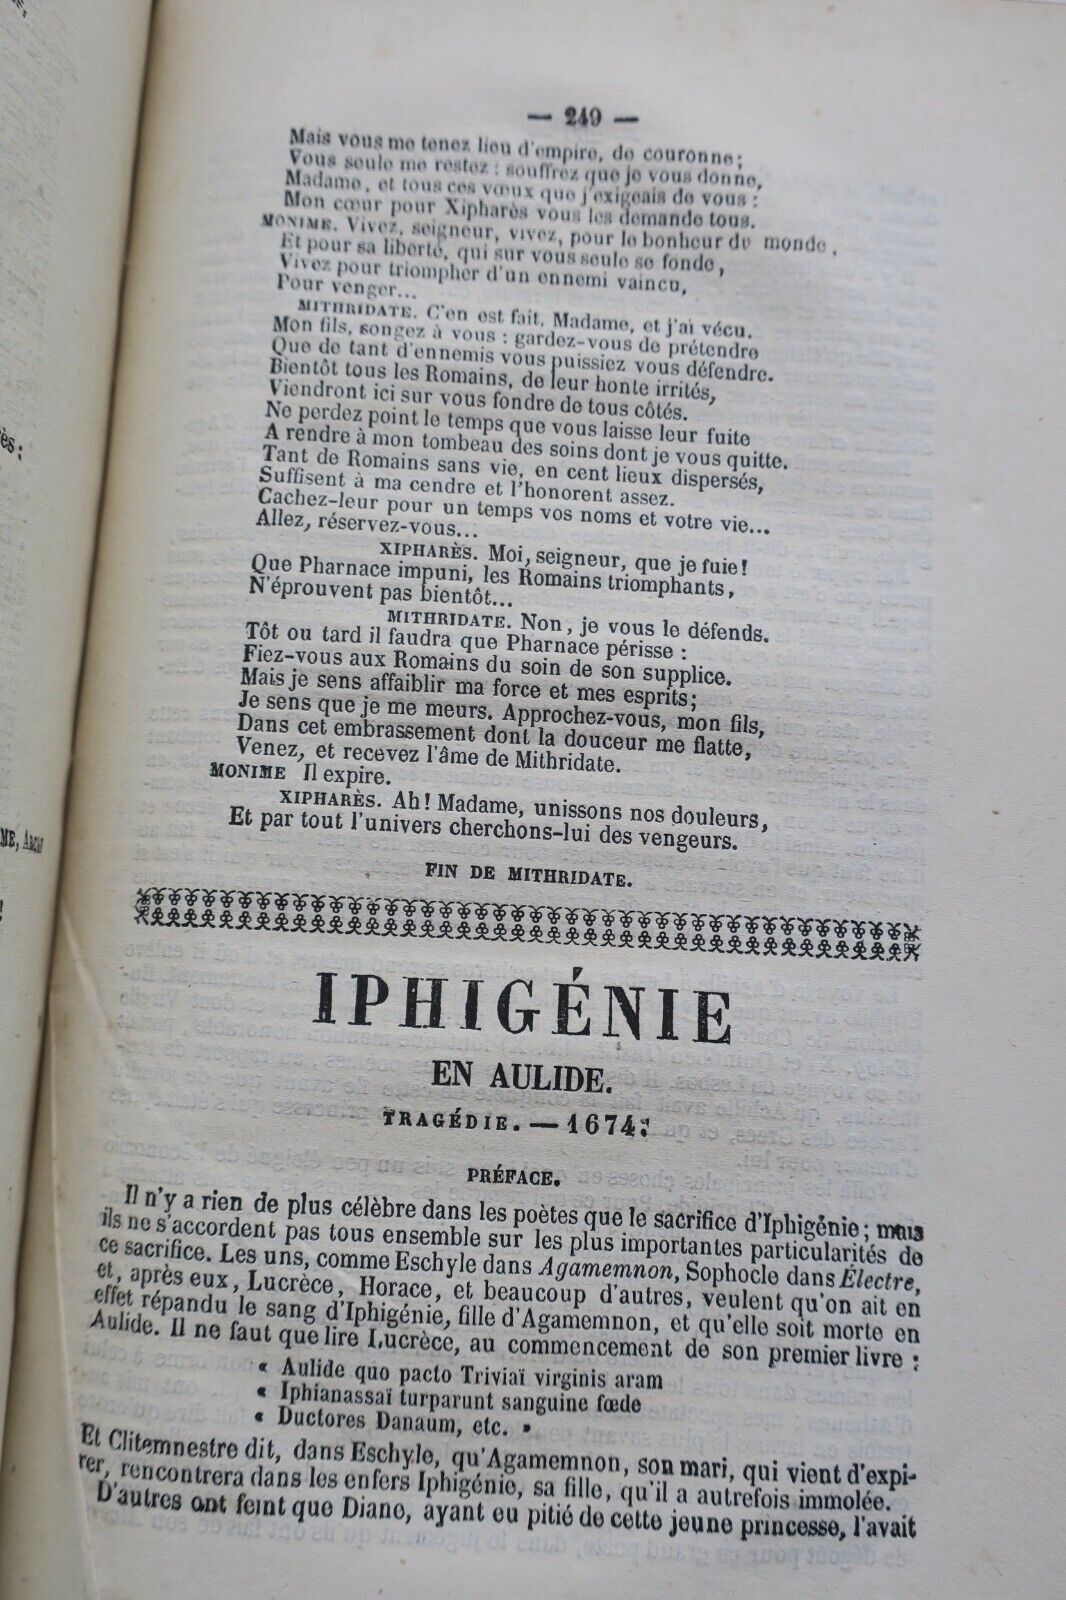 — 249 —
Mais vous me tenez lieu d'empire, de couronne;
Vous seule me restez : souffrez que je vous donne,
Madame, et tous ces vœux que j'exigeais de vous :
Mon cœur pour Xipharès vous les demande tous.
MONIME. Vivez, seigneur, vivez, pour le bonheur du monde,
Et pour sa liberté, qui sur vous seule se fonde,
Vivez pour triompher d'un ennemi vaincu,
Pour venger...
MITHRIDATE. C'en est fait, Madame, et j'ai vécu.
Mon fils, songez à vous : gardez-vous de prétendre
Que de tant d'ennemis vous puissiez vous défendre.
Bientôt tous les Romains, de leur honte irrités,
Viendront ici sur vous fondre de tous côtés.
Ne perdez point le temps que vous laisse leur fuite
A rendre à mon tombeau des soins dont je vous quitte.
Tant de Romains sans vie, en cent lieux dispersés,
Suffisent à ma cendre et l'honorent assez.
Cachez-leur pour un temps vos noms et votre vie...
Allez, réservez-vous...
XIPHARÈS. Moi, seigneur, que je fuie!
Que Pharnace impuni, les Romains triomphants,
N'éprouvent pas bientôt...
MITHRIDATE. Non, je vous le défends.
Tôt ou tard il faudra que Pharnace périsse :
Fiez-vous aux Romains du soin de son supplice.
Mais je sens affaiblir ma force et mes esprits;
Je sens que je me meurs. Approchez-vous, mon fils,
Dans cet embrassement dont la douceur me flatte,
Venez, et recevez l'âme de Mithridate.
MONIME Il expire.
XIPHARÈS. Ah! Madame, unissons nos douleurs,
Et par tout l'univers cherchons-lui des vengeurs.
FIN DE MITHRIDATE.
IPHIGÉNIE
EN AULIDE.
TRAGÉDIE. — 1674.
PRÉFACE.
Il n'y a rien de plus célèbre dans les poètes que le sacrifice d'Iphigénie; mais
ils ne s'accordent pas tous ensemble sur les plus importantes particularités de
ce sacrifice. Les uns, comme Eschyle dans Agamemnon, Sophocle dans Électre,
et, après eux, Lucrèce, Horace, et beaucoup d'autres, veulent qu'on ait en
effet répandu le sang d'Iphigénie, fille d'Agamemnon, et qu'elle soit morte en
Aulide. Il ne faut que lire Lucrèce, au commencement de son premier livre :
« Aulide quo pacto Triviaï virginis aram
« Iphianassaï turparunt sanguine fœde
« Ductores Danaum, etc. »
Et Clitemnestre dit, dans Eschyle, qu'Agamemnon, son mari, qui vient d'expi-
rer, rencontrera dans les enfers Iphigénie, sa fille, qu'il a autrefois immolée.
D'autres ont feint que Diane, ayant eu pitié de cette jeune princesse, l'avait